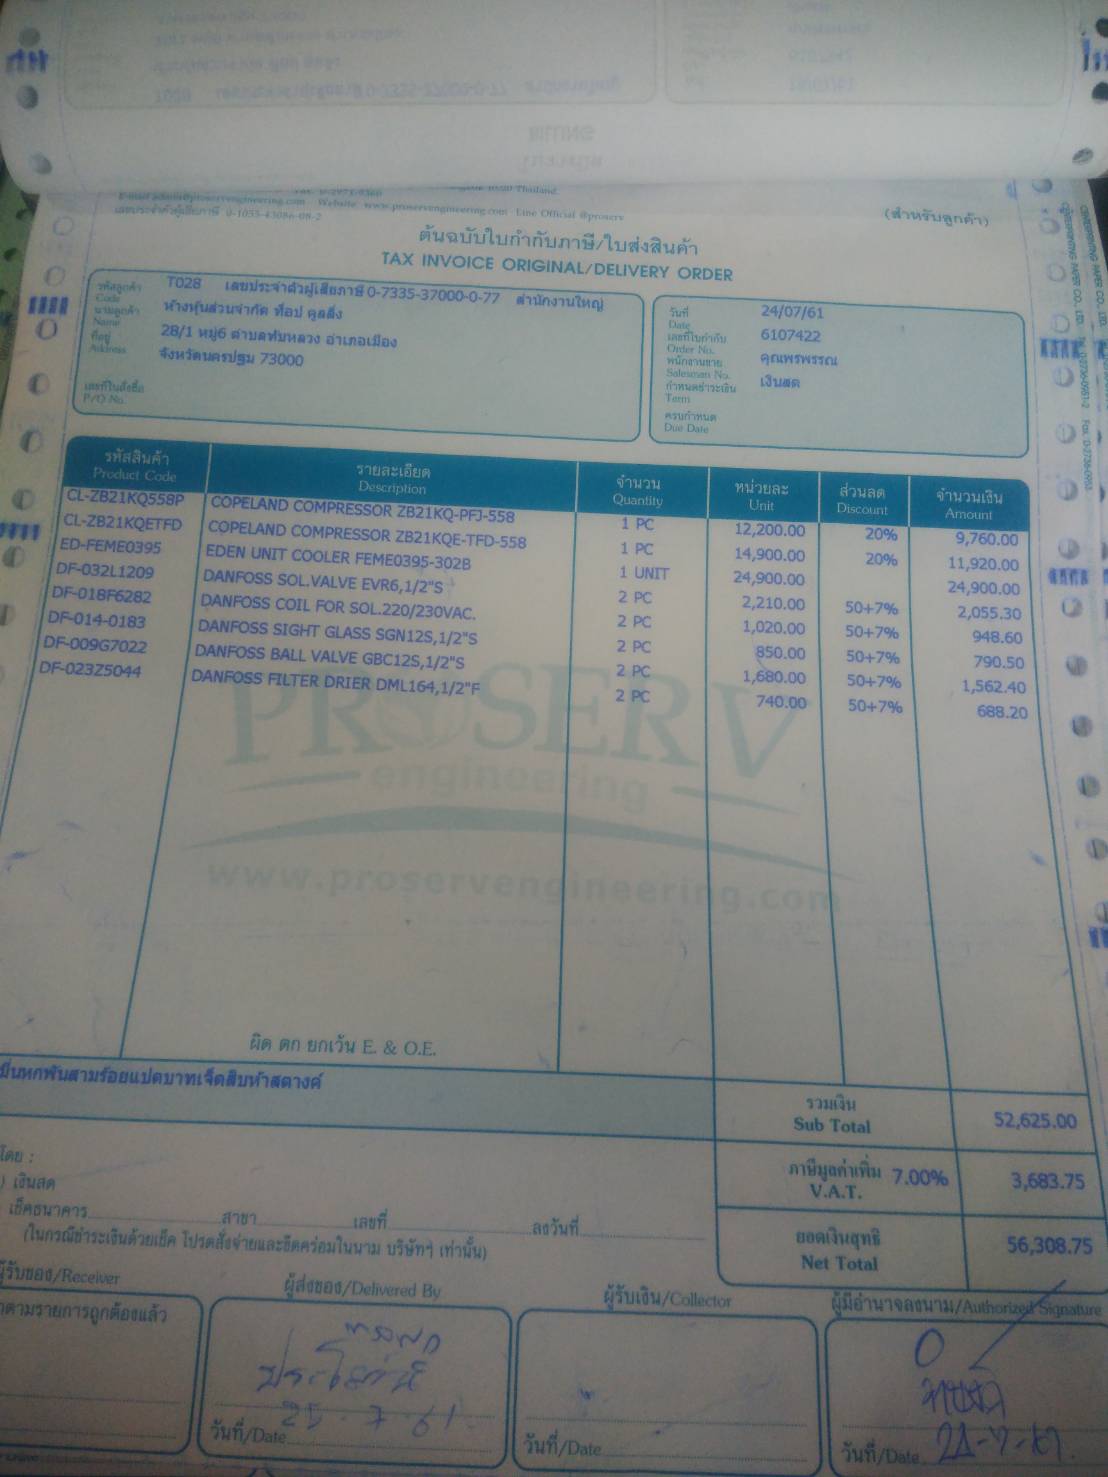 E-mail admin@proservengineering.com Website www.proservengineering.com Line Official @proserv
เลขประจำตัวผู้เสียภาษี 0-1055-43086-08-2
(สำหรับลูกค้า)
ต้นฉบับใบกำกับภาษี/ใบส่งสินค้า
TAX INVOICE ORIGINAL/DELIVERY ORDER
รหัสลูกค้า T028 เลขประจำตัวผู้เสียภาษี 0-7335-37000-0-77 สำนักงานใหญ่
Code
นามลูกค้า ห้างหุ้นส่วนจำกัด ท็อป คูลลิ่ง
Name
ที่อยู่ 28/1 หมู่6 ตำบลทัพหลวง อำเภอเมือง
Address จังหวัดนครปฐม 73000
เลขที่ใบสั่งซื้อ
P/O No.
วันที่ 24/07/61
Date
เลขที่ใบกำกับ 6107422
Order No.
พนักงานขาย คุณพรพรรณ
Salesman No.
กำหนดชำระเงิน เงินสด
Term
ครบกำหนด
Due Date
รหัสสินค้า รายละเอียด จำนวน หน่วยละ ส่วนลด จำนวนเงิน
Product Code Description Quantity Unit Discount Amount
CL-ZB21KQ558P COPELAND COMPRESSOR ZB21KQ-PFJ-558 1 PC 12,200.00 20% 9,760.00
CL-ZB21KQETFD COPELAND COMPRESSOR ZB21KQE-TFD-558 1 PC 14,900.00 20% 11,920.00
ED-FEME0395 EDEN UNIT COOLER FEME0395-302B 1 UNIT 24,900.00 24,900.00
DF-032L1209 DANFOSS SOL.VALVE EVR6,1/2"S 2 PC 2,210.00 50+7% 2,055.30
DF-018F6282 DANFOSS COIL FOR SOL.220/230VAC. 2 PC 1,020.00 50+7% 948.60
DF-014-0183 DANFOSS SIGHT GLASS SGN12S,1/2"S 2 PC 850.00 50+7% 790.50
DF-009G7022 DANFOSS BALL VALVE GBC12S,1/2"S 2 PC 1,680.00 50+7% 1,562.40
DF-023Z5044 DANFOSS FILTER DRIER DML164,1/2"F 2 PC 740.00 50+7% 688.20
PROSERV
engineering
www.proservengineering.com
ผิด ตก ยกเว้น E. & O.E.
มื่นหกพันสามร้อยแปดบาทเจ็ดสิบห้าสตางค์
รวมเงิน
Sub Total 52,625.00
ภาษีมูลค่าเพิ่ม 7.00% 3,683.75
V.A.T.
ยอดเงินสุทธิ 56,308.75
Net Total
โดย :
) เงินสด
เช็คธนาคาร สาขา เลขที่ ลงวันที่
(ในกรณีชำระเงินด้วยเช็ค โปรดสั่งจ่ายและขีดคร่อมในนาม บริษัทฯ เท่านั้น)
ผู้รับของ/Receiver ผู้ส่งของ/Delivered By ผู้รับเงิน/Collector ผู้มีอำนาจลงนาม/Authorized Signature
ตามรายการถูกต้องแล้ว
25-7-61
วันที่/Date วันที่/Date วันที่/Date